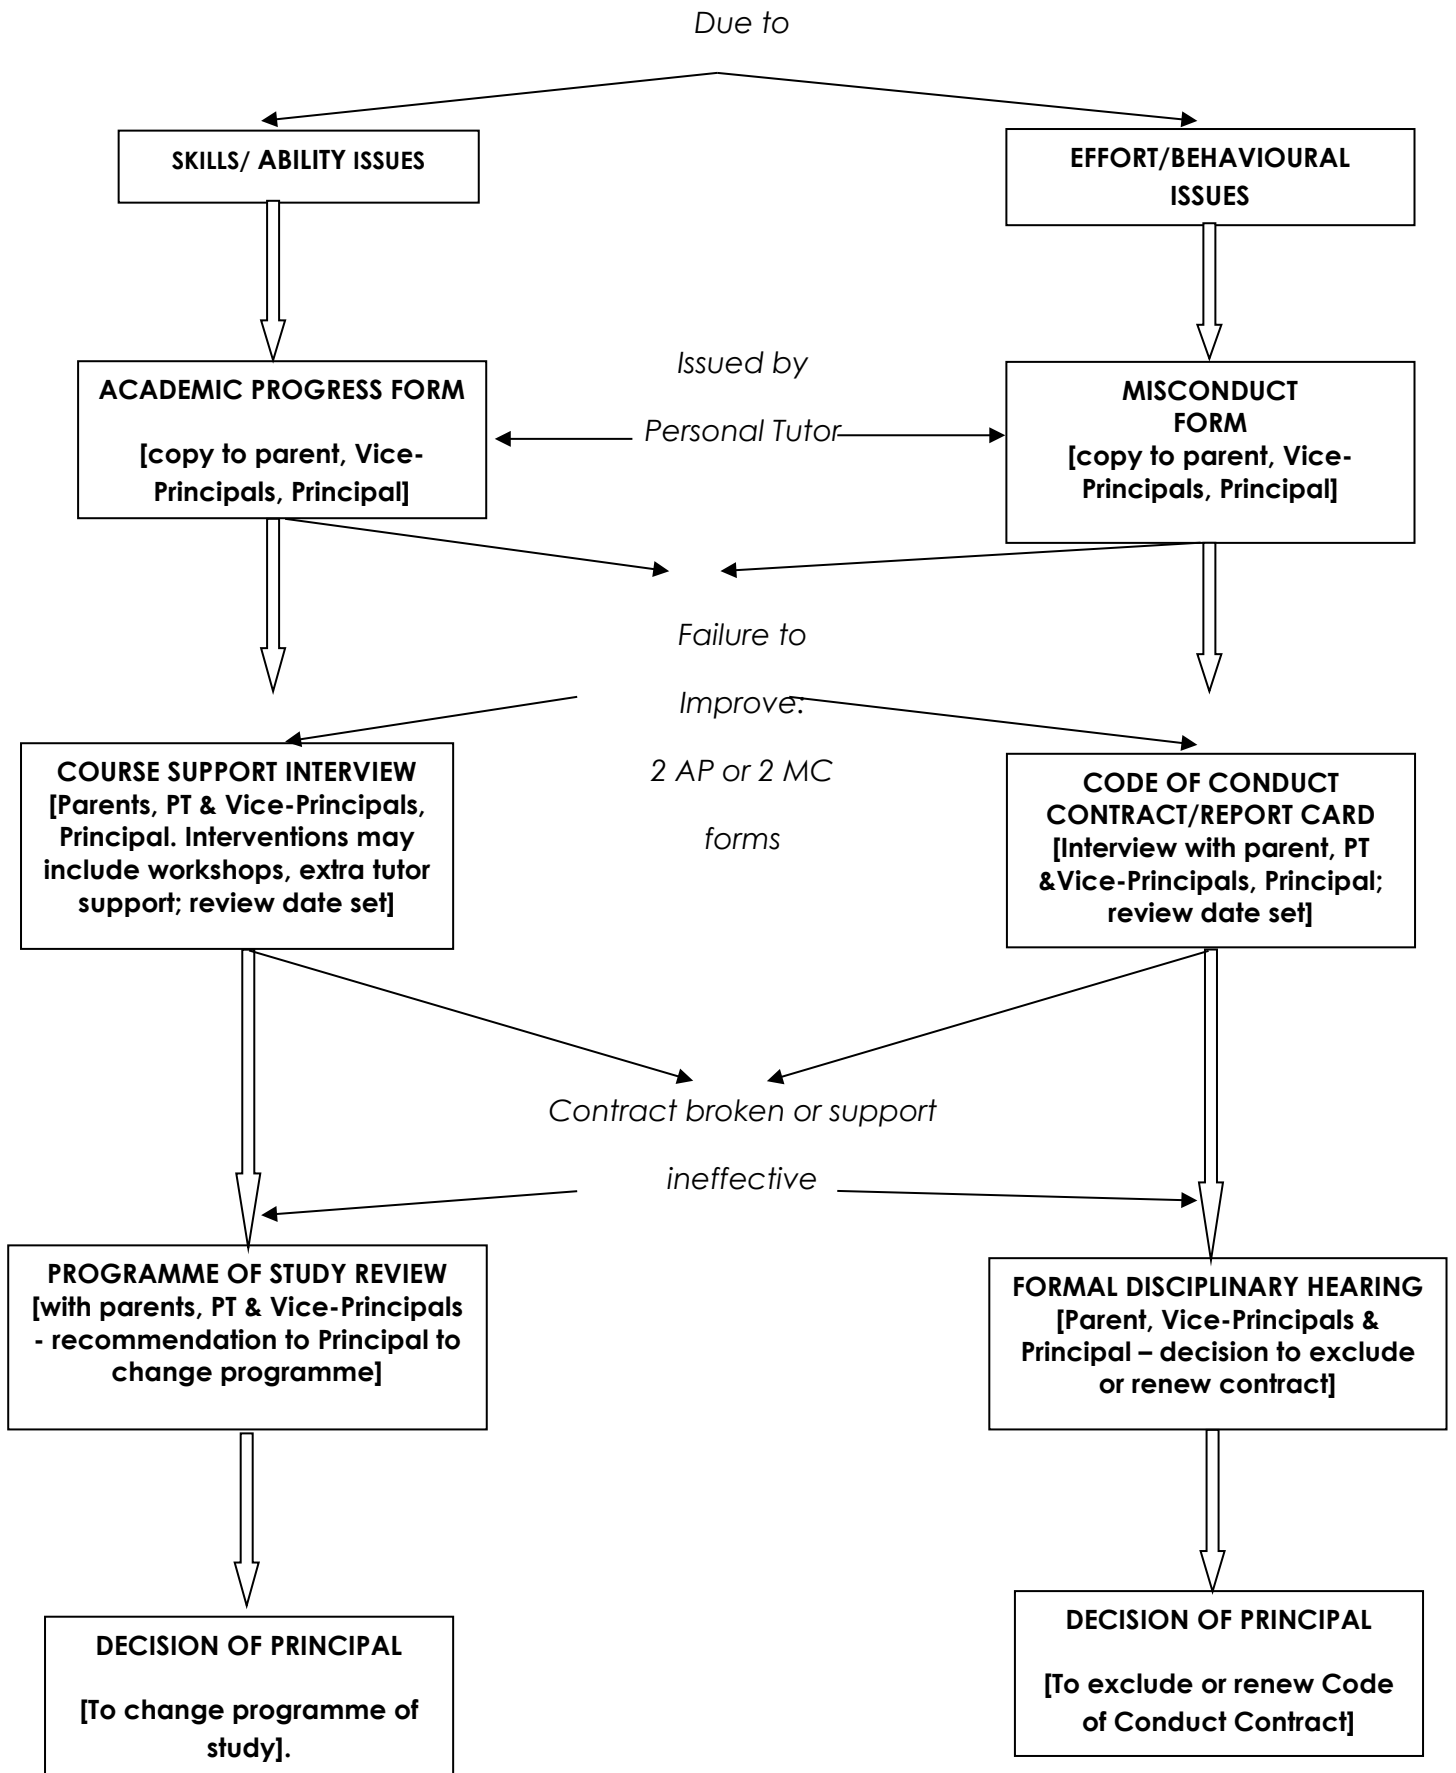 Due to
SKILLS/ ABILITY ISSUES
EFFORT/BEHAVIOURAL
ISSUES
ACADEMIC PROGRESS FORM
[copy to parent, Vice-
Principals, Principal]
Issued by
Personal Tutor
MISCONDUCT
FORM
[copy to parent, Vice-
Principals, Principal]
Failure to
Improve:
2 AP or 2 MC
forms
COURSE SUPPORT INTERVIEW
[Parents, PT & Vice-Principals,
Principal. Interventions may
include workshops, extra tutor
support; review date set]
CODE OF CONDUCT
CONTRACT/REPORT CARD
[Interview with parent, PT
&Vice-Principals, Principal;
review date set]
Contract broken or support
ineffective
PROGRAMME OF STUDY REVIEW
[with parents, PT & Vice-Principals
- recommendation to Principal to
change programme]
FORMAL DISCIPLINARY HEARING
[Parent, Vice-Principals &
Principal – decision to exclude
or renew contract]
DECISION OF PRINCIPAL
[To change programme of
study].
DECISION OF PRINCIPAL
[To exclude or renew Code
of Conduct Contract]